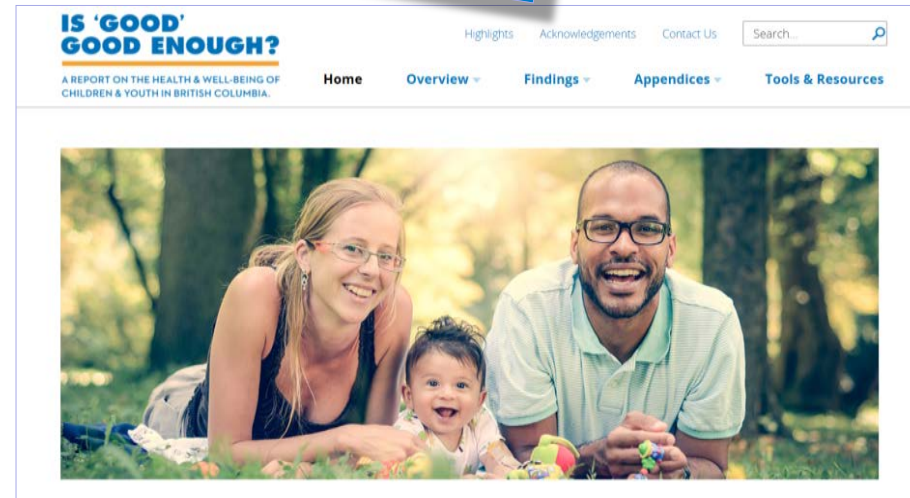 IS 'GOOD'
GOOD ENOUGH?
A REPORT ON THE HEALTH & WELL-BEING OF
CHILDREN & YOUTH IN BRITISH COLUMBIA.
Highlights Acknowledgements Contact Us Search...
Home Overview Findings Appendices Tools & Resources